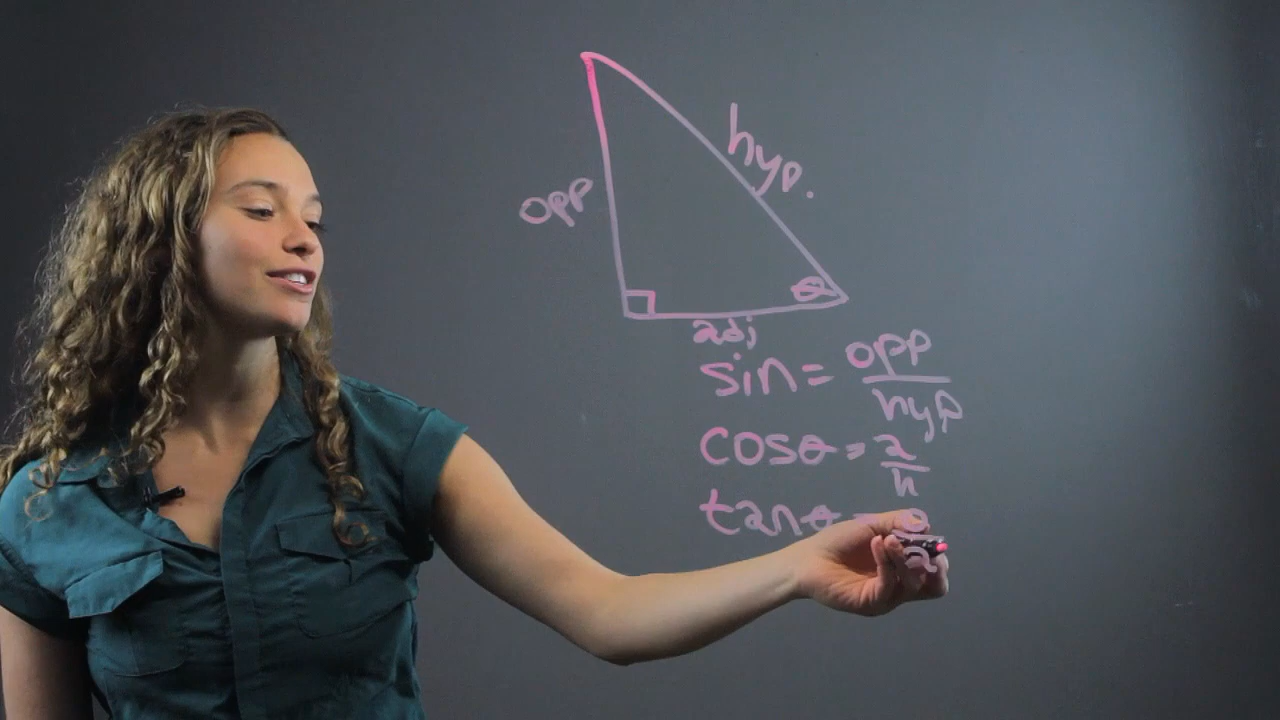 hyp.
opp
θ
adj
sin = opp/hyp
cosθ = a/h
tanθ = o/a